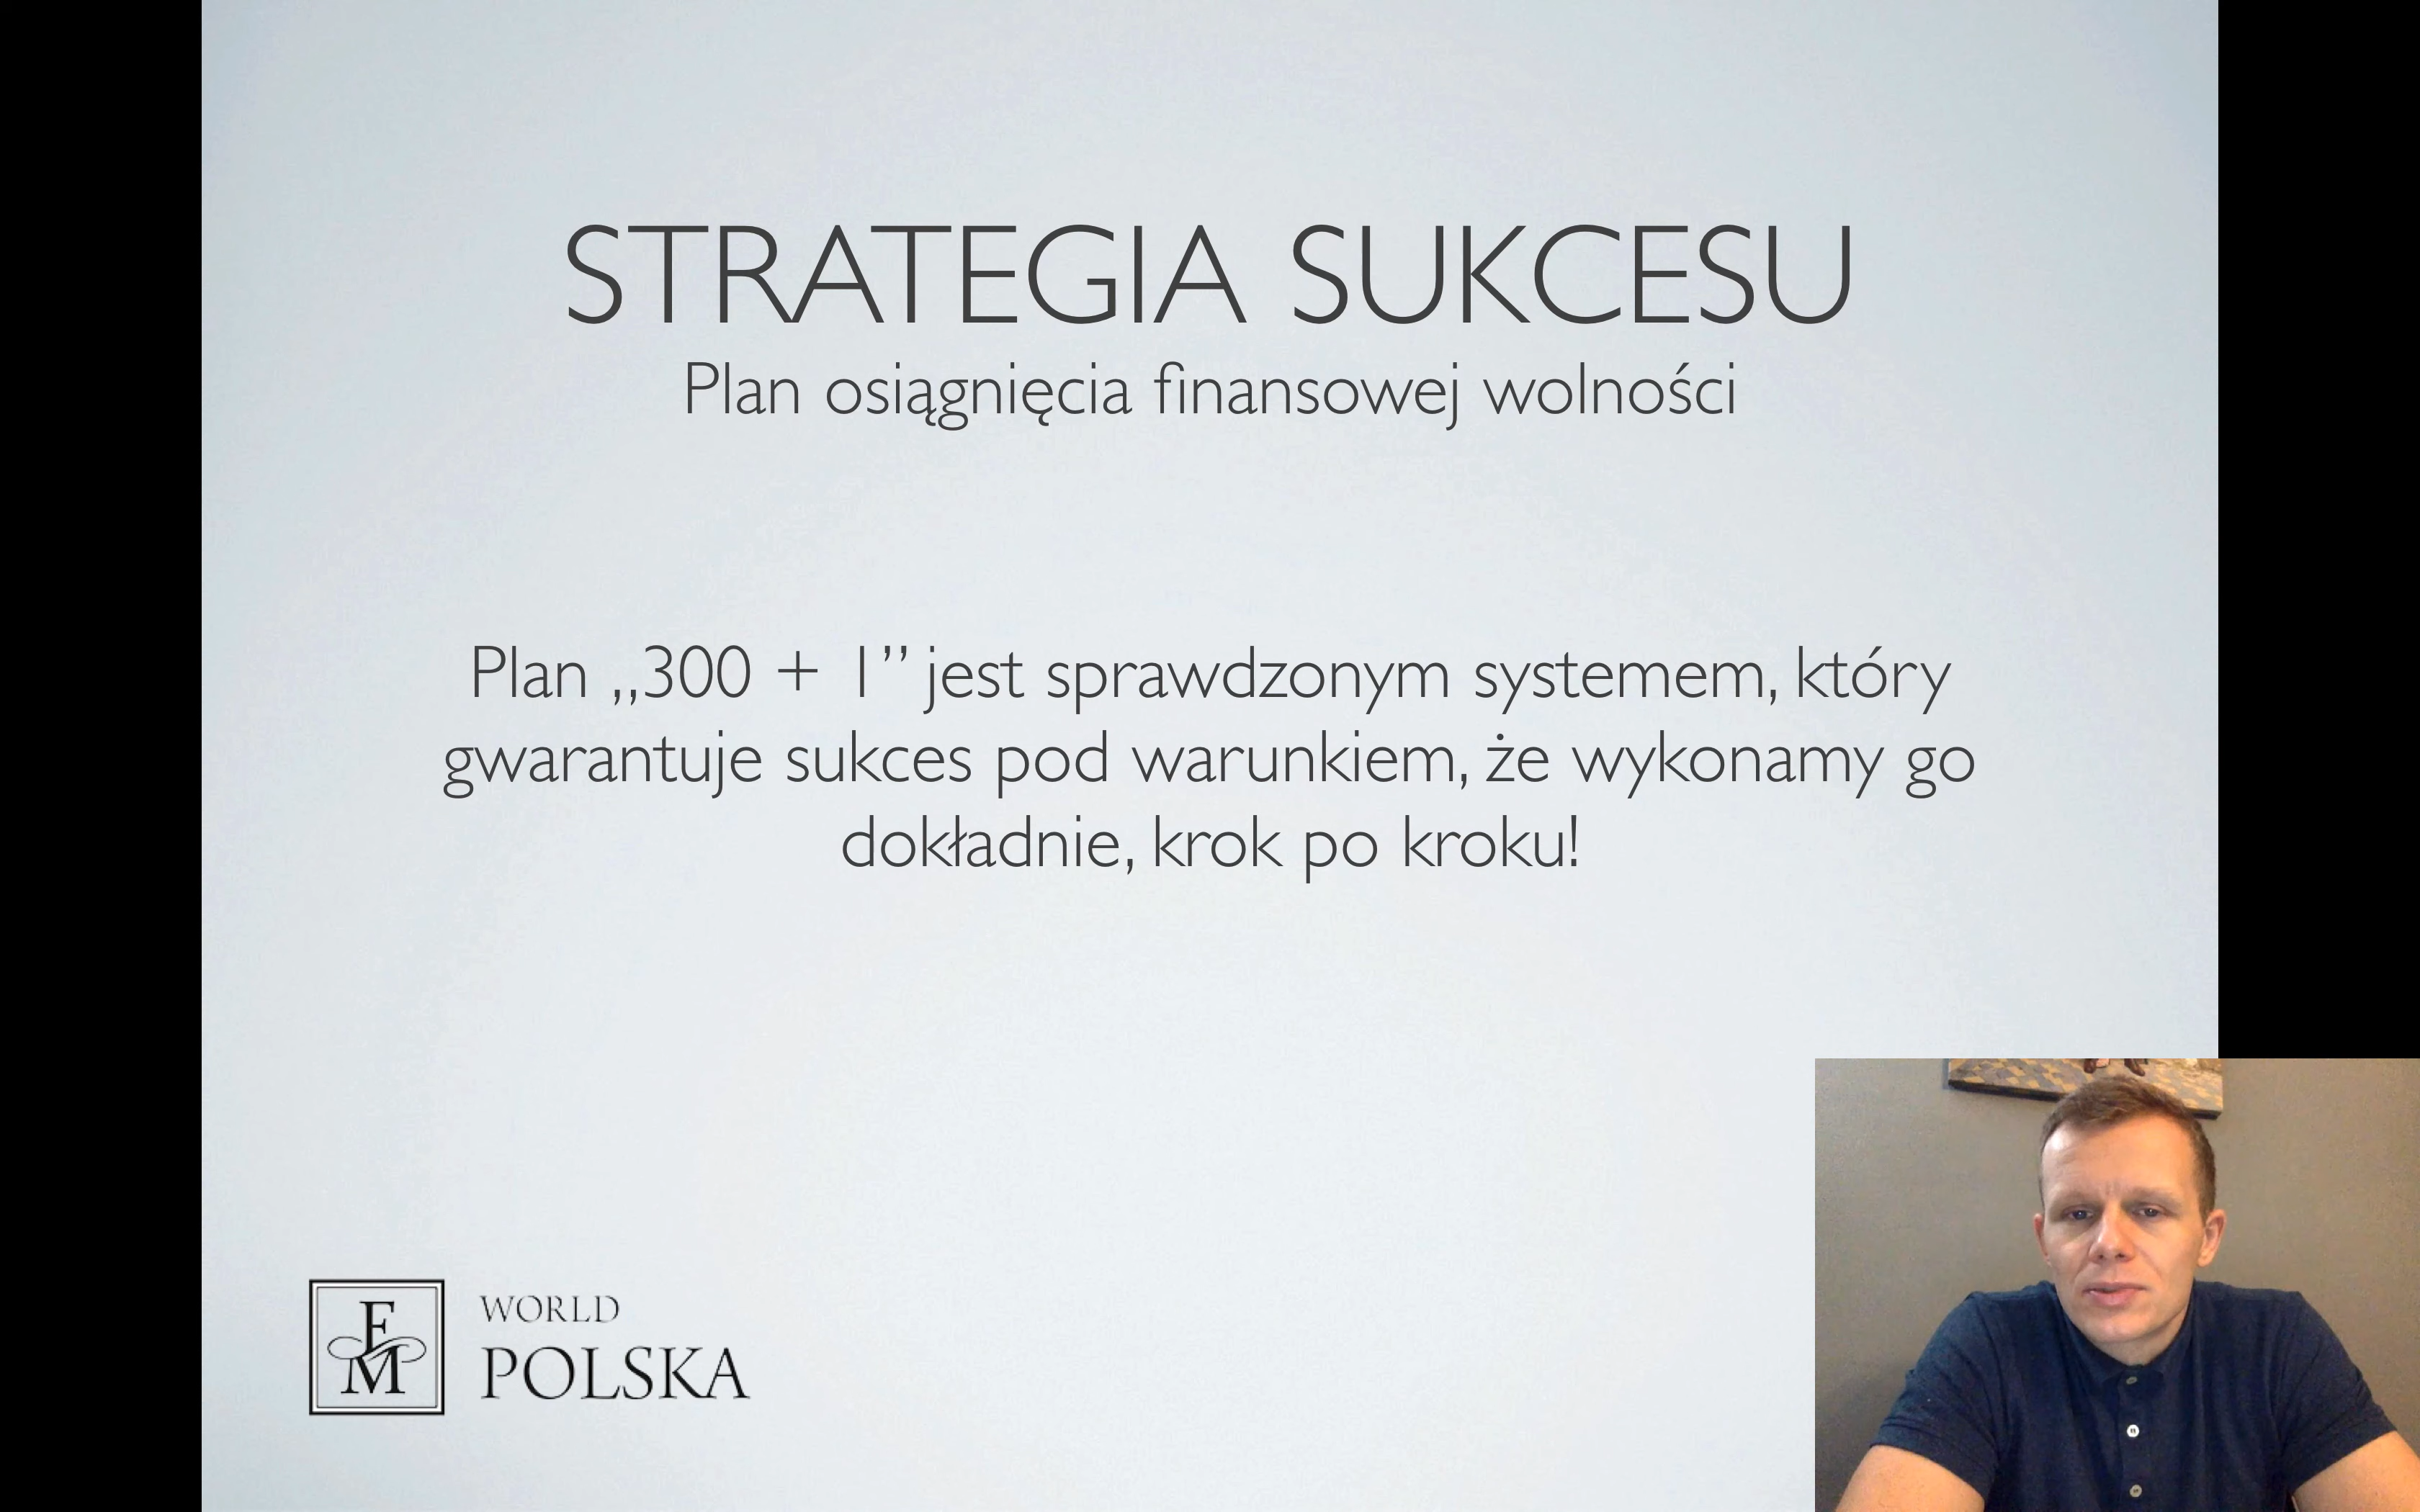 STRATEGIA SUKCESU
Plan osiągnięcia finansowej wolności
Plan „300 + 1” jest sprawdzonym systemem, który
gwarantuje sukces pod warunkiem, że wykonamy go
dokładnie, krok po kroku!
FM
WORLD
POLSKA